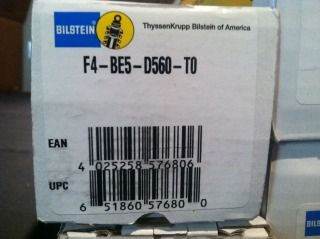 BILSTEIN
ThyssenKrupp Bilstein of America
F4-BE5-D560-T0
EAN
4 025258 576806
UPC
6 51860 57680 0